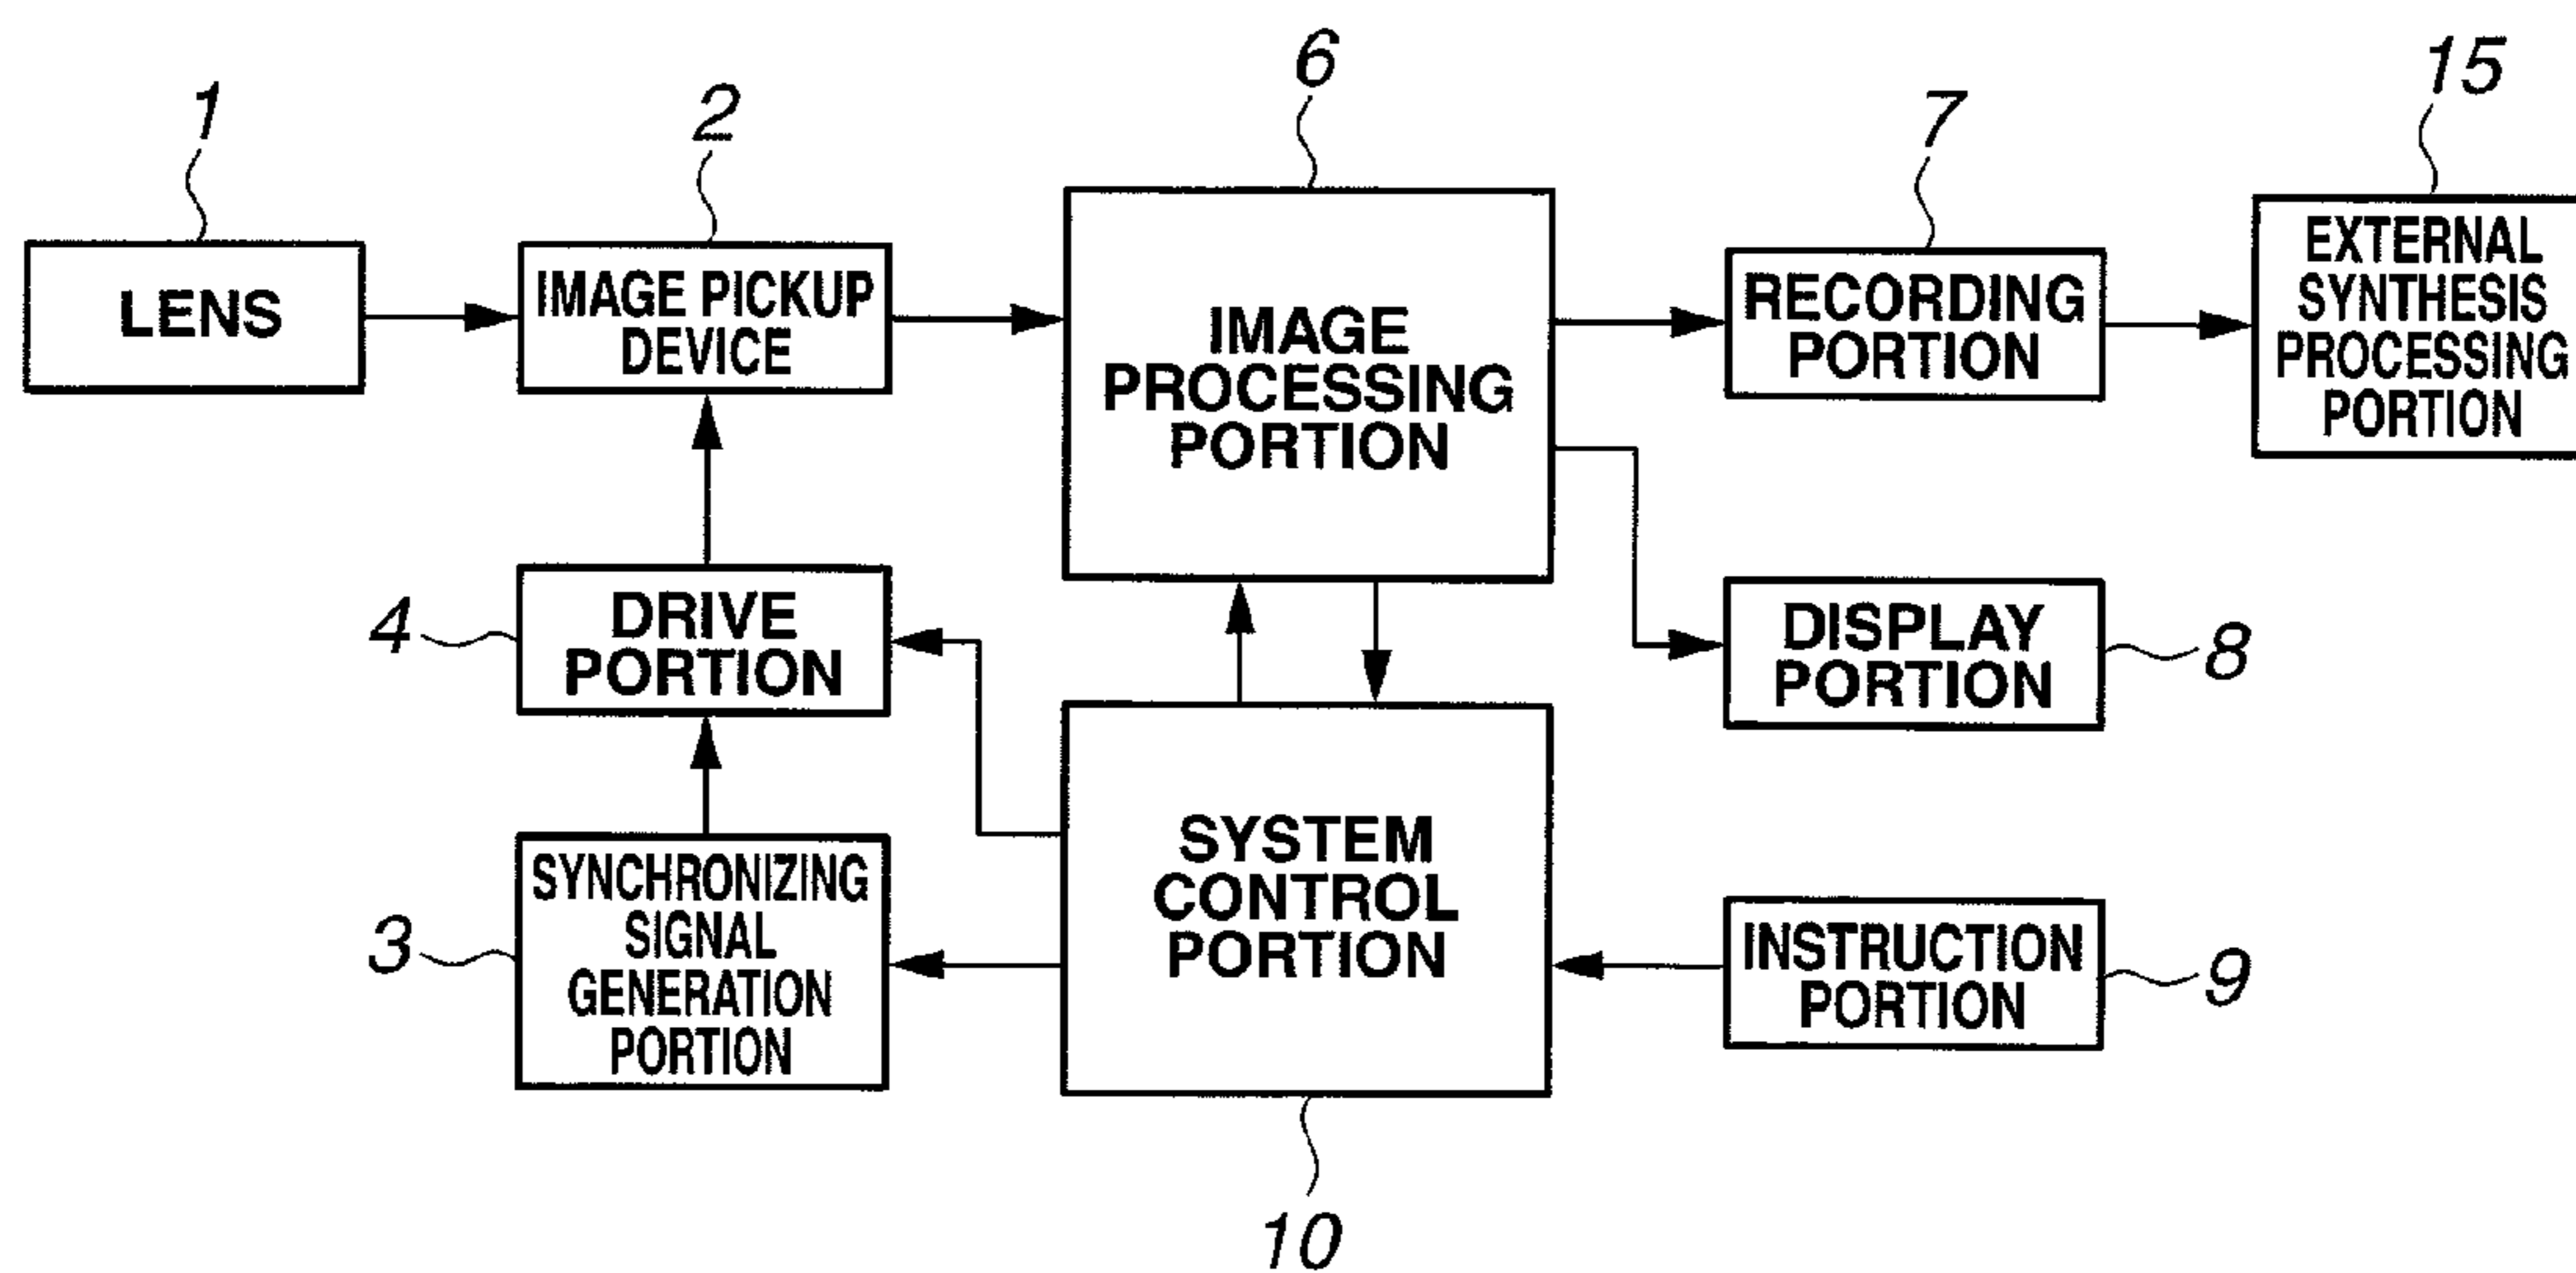 1
2
6
7
15
LENS
IMAGE PICKUP
DEVICE
IMAGE
PROCESSING
PORTION
RECORDING
PORTION
EXTERNAL
SYNTHESIS
PROCESSING
PORTION
4
DRIVE
PORTION
DISPLAY
PORTION
8
3
SYNCHRONIZING
SIGNAL
GENERATION
PORTION
SYSTEM
CONTROL
PORTION
INSTRUCTION
PORTION
9
10